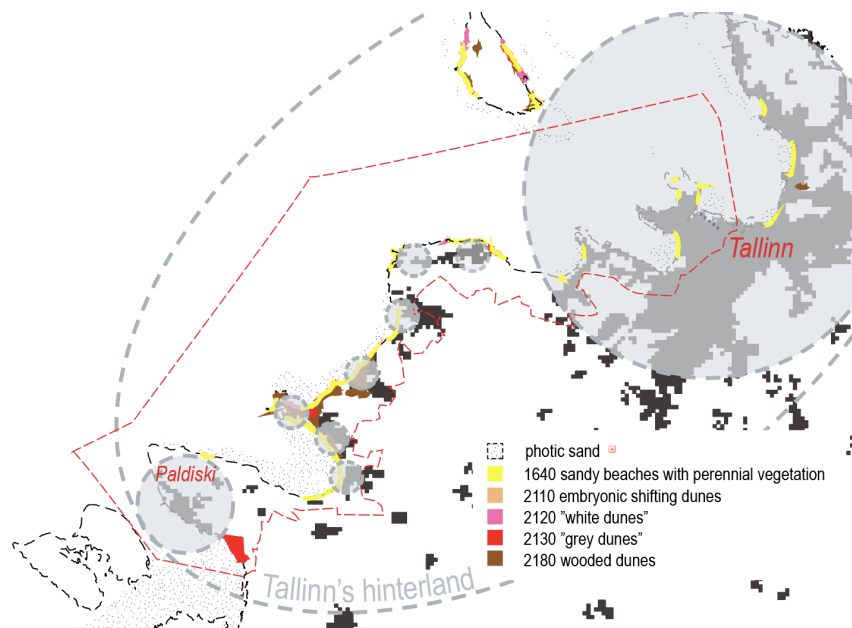 Tallinn
photic sand
1640 sandy beaches with perennial vegetation
2110 embryonic shifting dunes
2120 "white dunes"
2130 "grey dunes"
2180 wooded dunes
Paldiski
Tallinn's hinterland